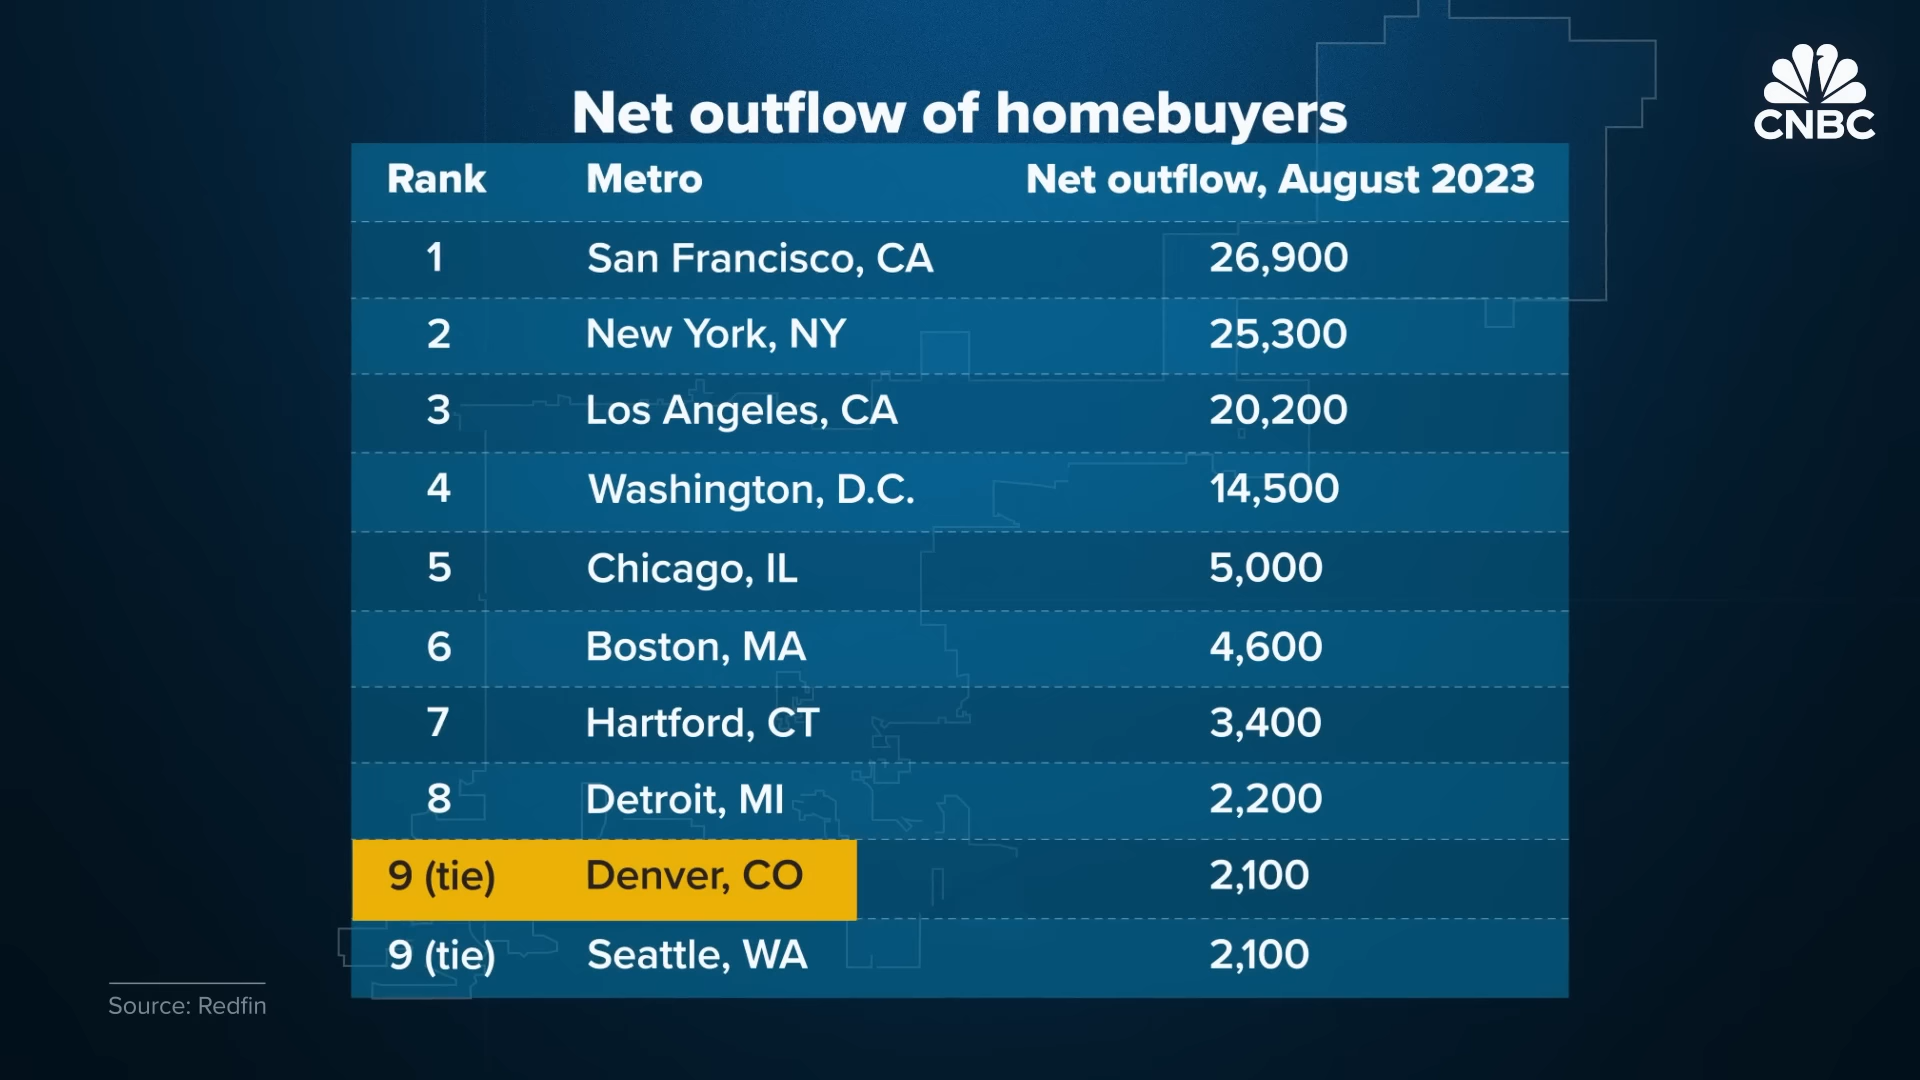 CNBC
Net outflow of homebuyers
Rank Metro Net outflow, August 2023
1 San Francisco, CA 26,900
2 New York, NY 25,300
3 Los Angeles, CA 20,200
4 Washington, D.C. 14,500
5 Chicago, IL 5,000
6 Boston, MA 4,600
7 Hartford, CT 3,400
8 Detroit, MI 2,200
9 (tie) Denver, CO 2,100
9 (tie) Seattle, WA 2,100
Source: Redfin